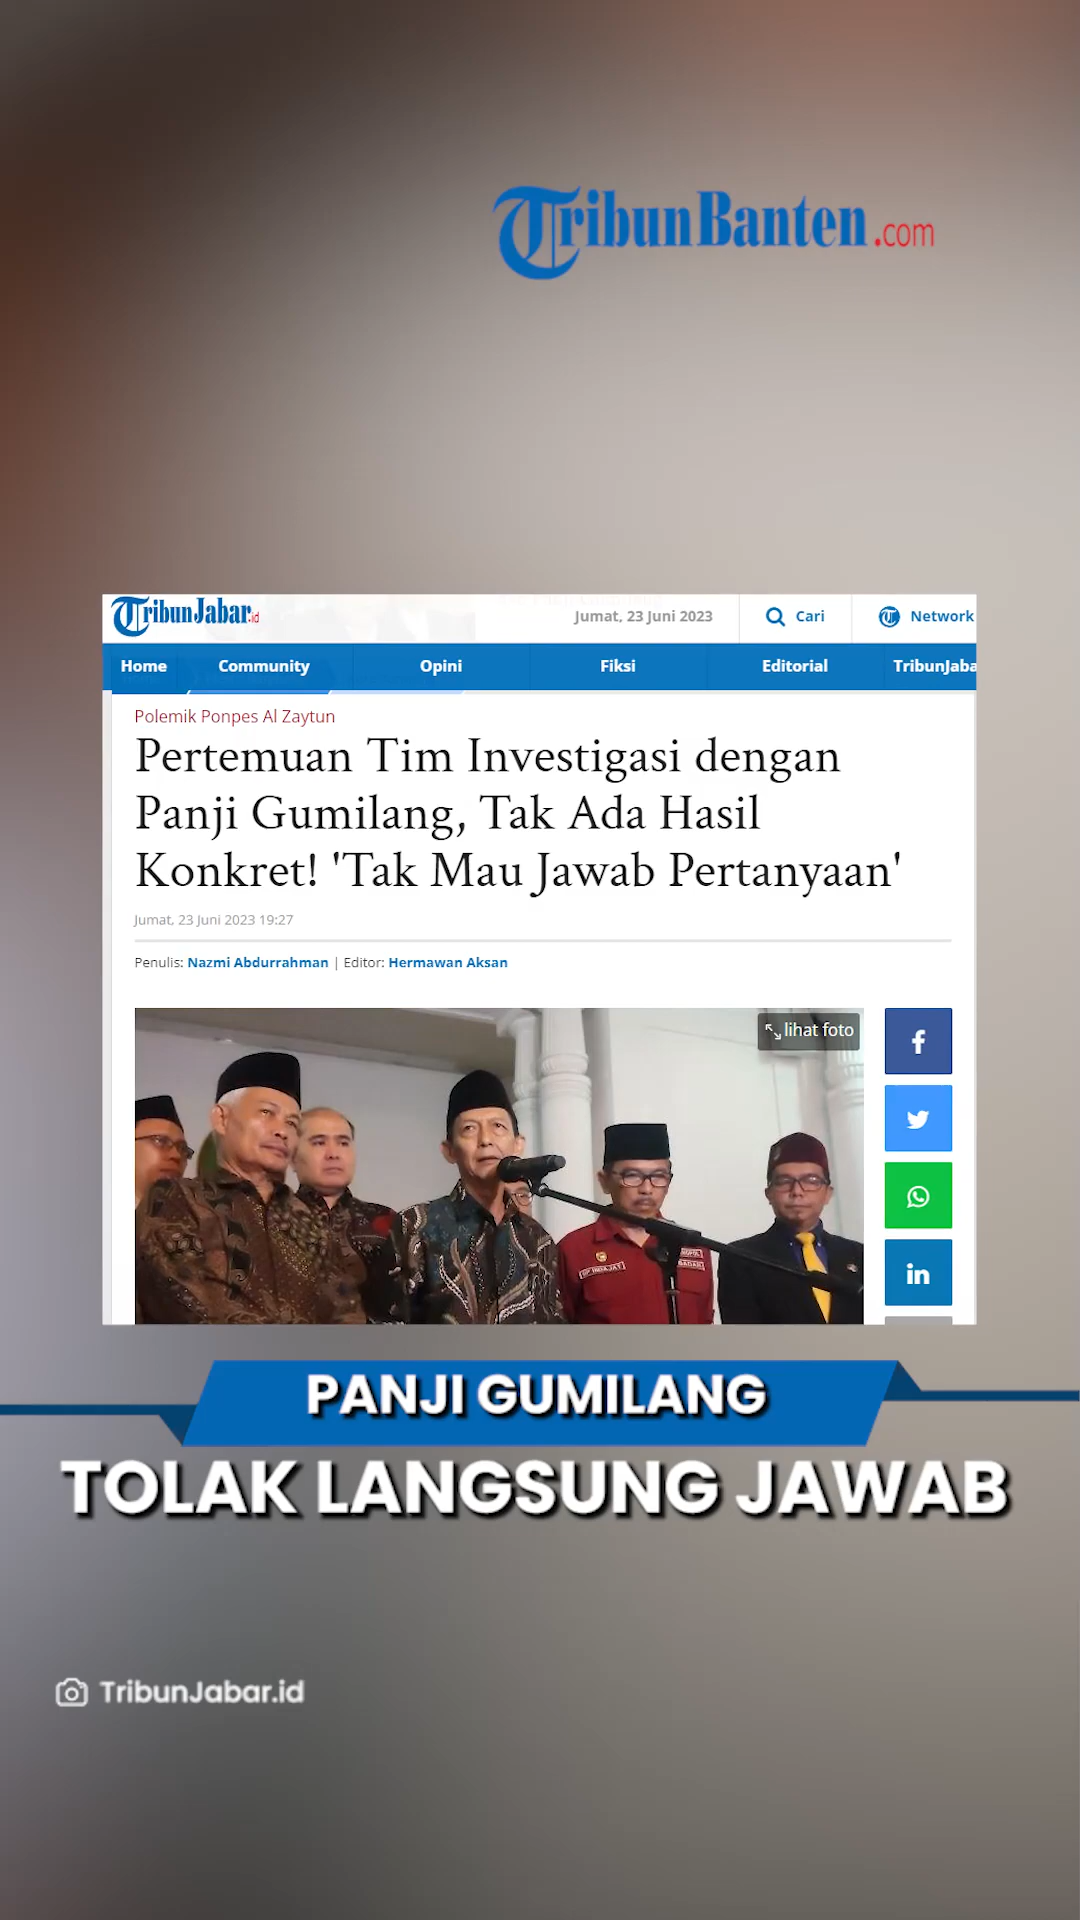 TribunBanten.com
TribunJabar.id
Jumat, 23 Juni 2023
Cari
Network
Home
Community
Opini
Fiksi
Editorial
TribunJaba
Polemik Ponpes Al Zaytun
Pertemuan Tim Investigasi dengan
Panji Gumilang, Tak Ada Hasil
Konkret! 'Tak Mau Jawab Pertanyaan'
Jumat, 23 Juni 2023 19:27
Penulis: Nazmi Abdurrahman | Editor: Hermawan Aksan
lihat foto
PANJI GUMILANG
TOLAK LANGSUNG JAWAB
TribunJabar.id